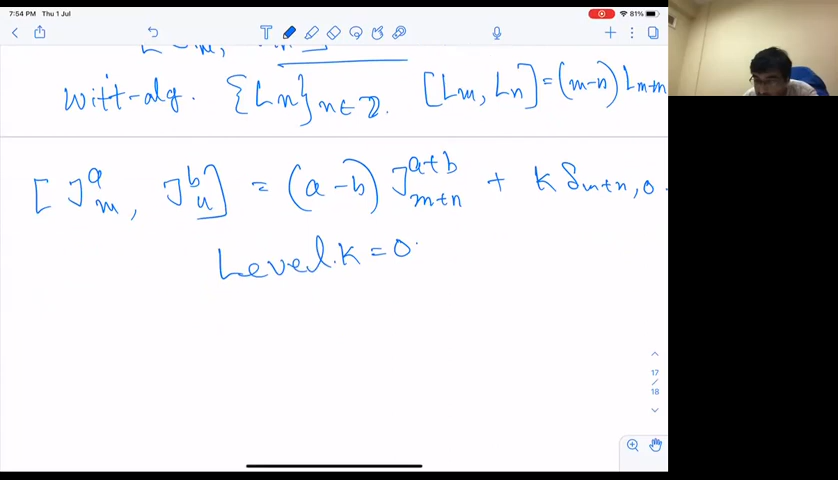 7:54 PM Thu 1 Jul
81%
Witt-alg. {Ln}n∈ℤ. [Lm, Ln] = (m-n) Lm+n
[J^a_m, J^b_n] = (a-b) J^{a+b}_{m+n} + k δm+n,0.
Level.k = 0.
17
/
18